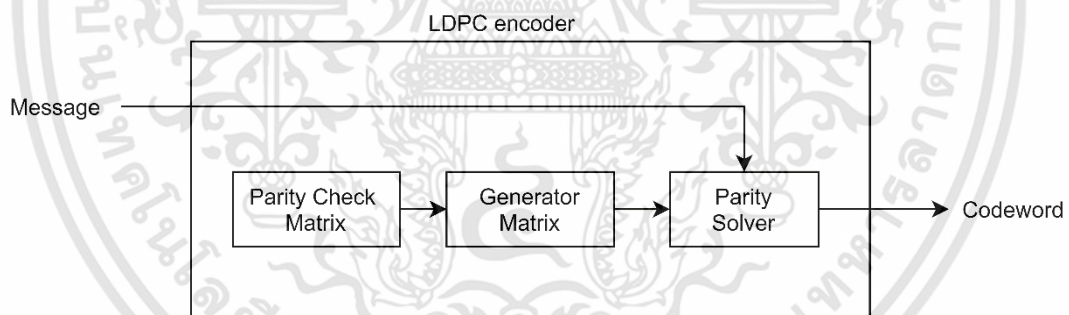 LDPC encoder
Message
Parity Check
Matrix
Generator
Matrix
Parity
Solver
Codeword